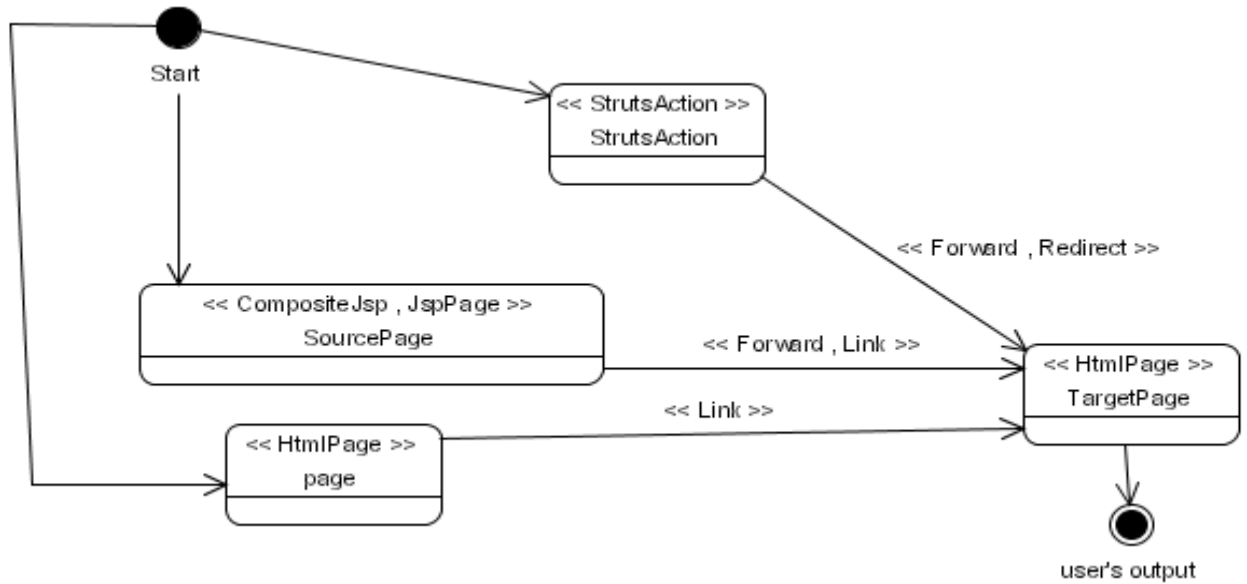 Start
<< StrutsAction >>
StrutsAction
<< Forward , Redirect >>
<< CompositeJsp , JspPage >>
SourcePage
<< Forward , Link >>
<< HtmlPage >>
TargetPage
<< Link >>
<< HtmlPage >>
page
user's output